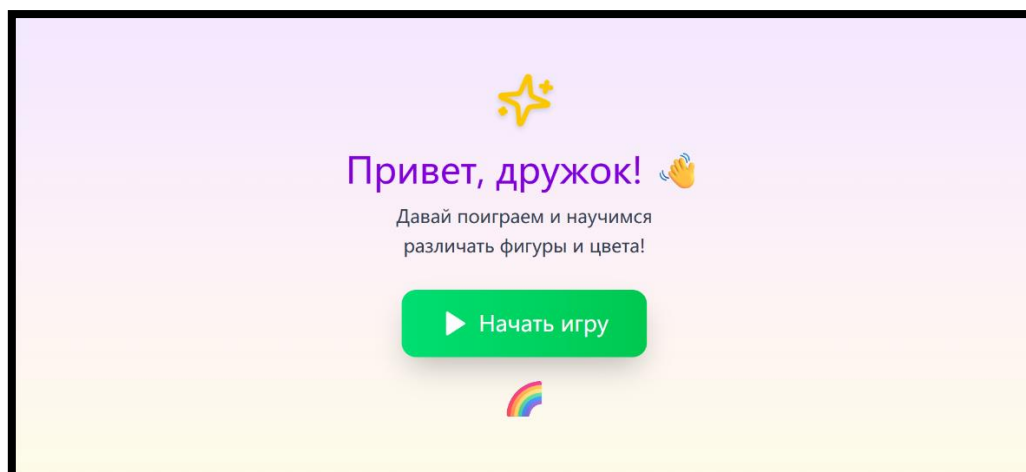 Привет, дружок! 👋
Давай поиграем и научимся
различать фигуры и цвета!
Начать игру